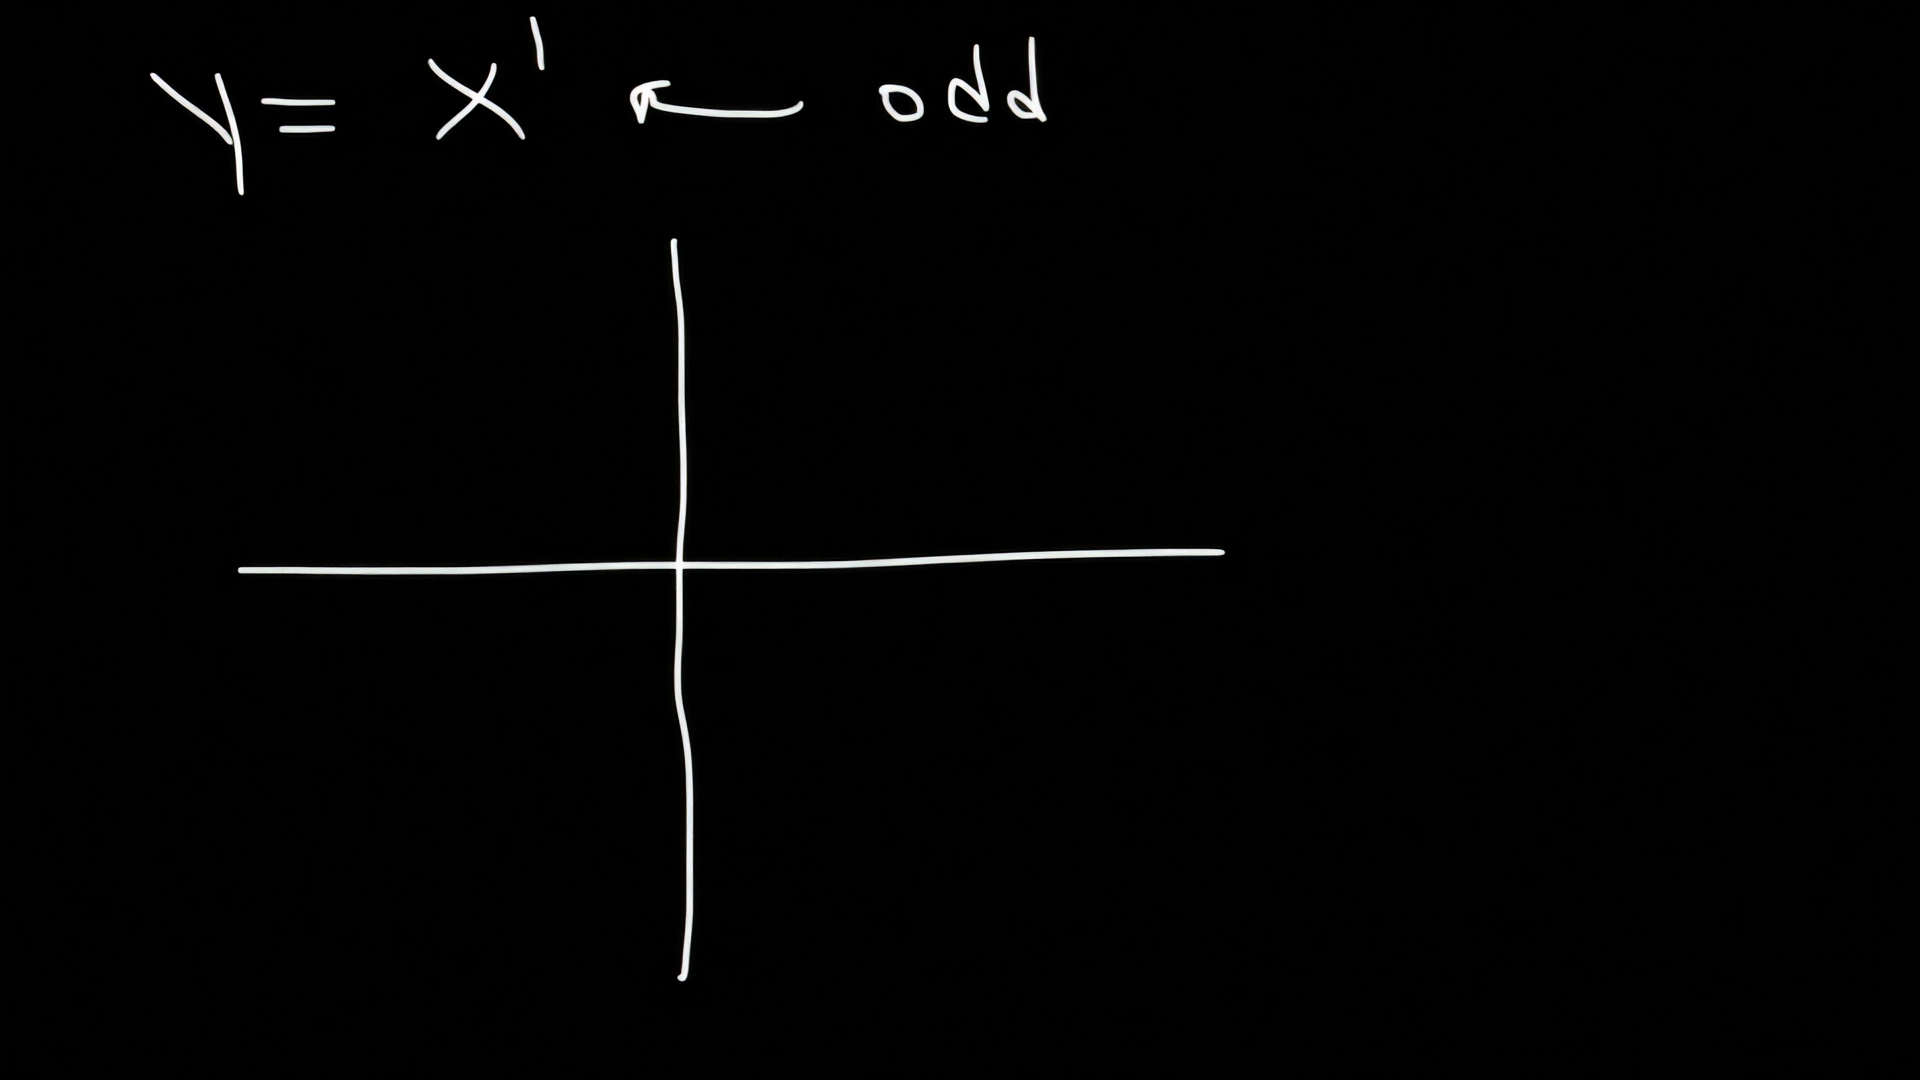 y = x¹ ← odd